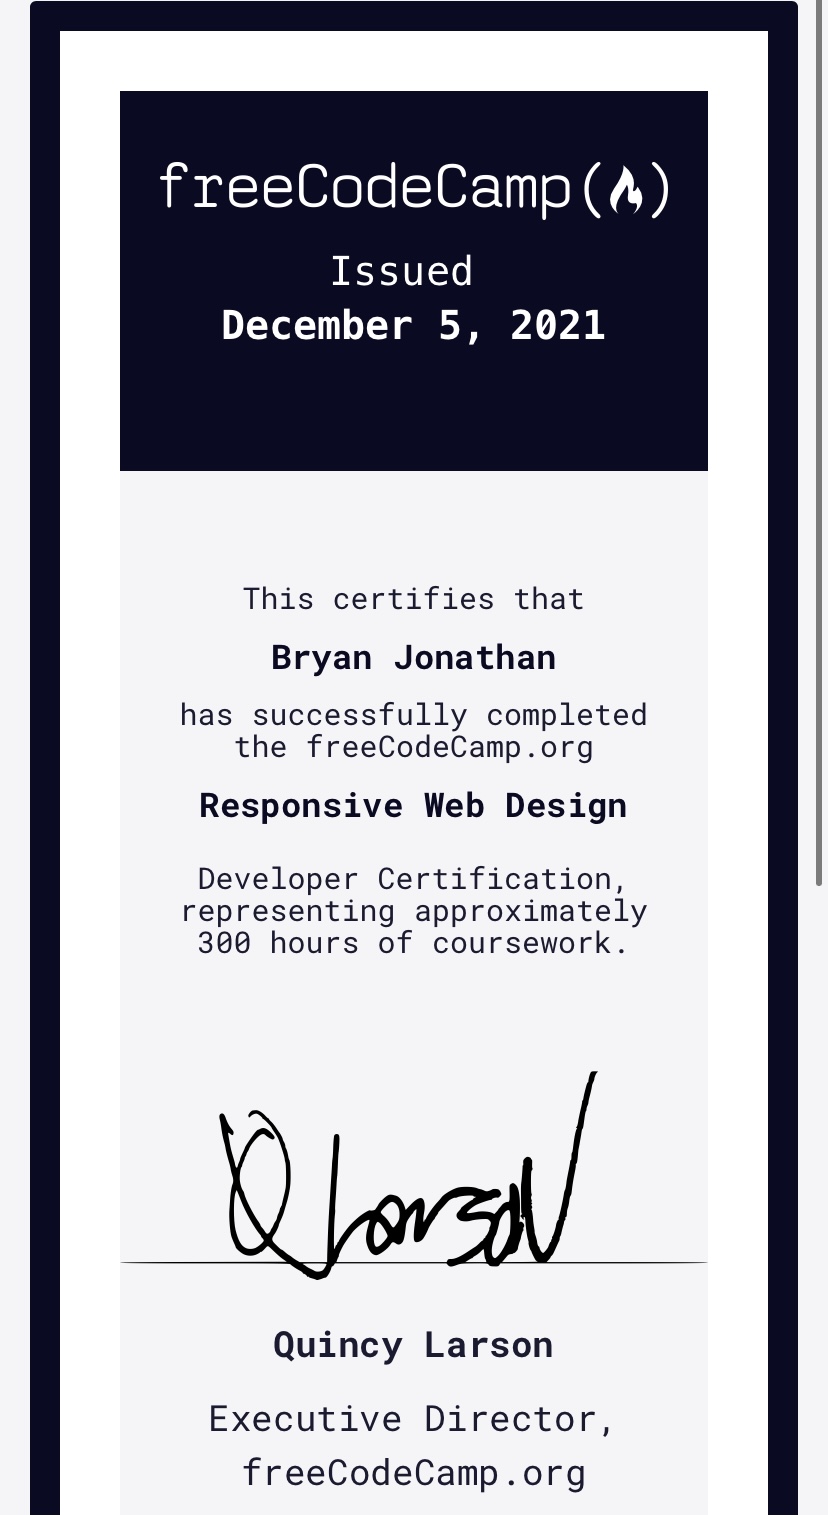 freeCodeCamp(🔥)
Issued
December 5, 2021
This certifies that
Bryan Jonathan
has successfully completed
the freeCodeCamp.org
Responsive Web Design
Developer Certification,
representing approximately
300 hours of coursework.
QLarson
Quincy Larson
Executive Director,
freeCodeCamp.org